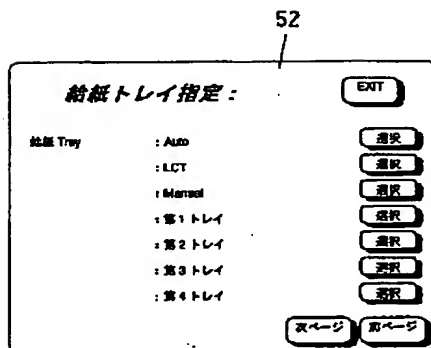 52
給紙トレイ指定： EXIT
給紙 Tray : Auto 選択
: LCT 選択
: Manual 選択
: 第1トレイ 選択
: 第2トレイ 選択
: 第3トレイ 選択
: 第4トレイ 選択
次ページ 前ページ